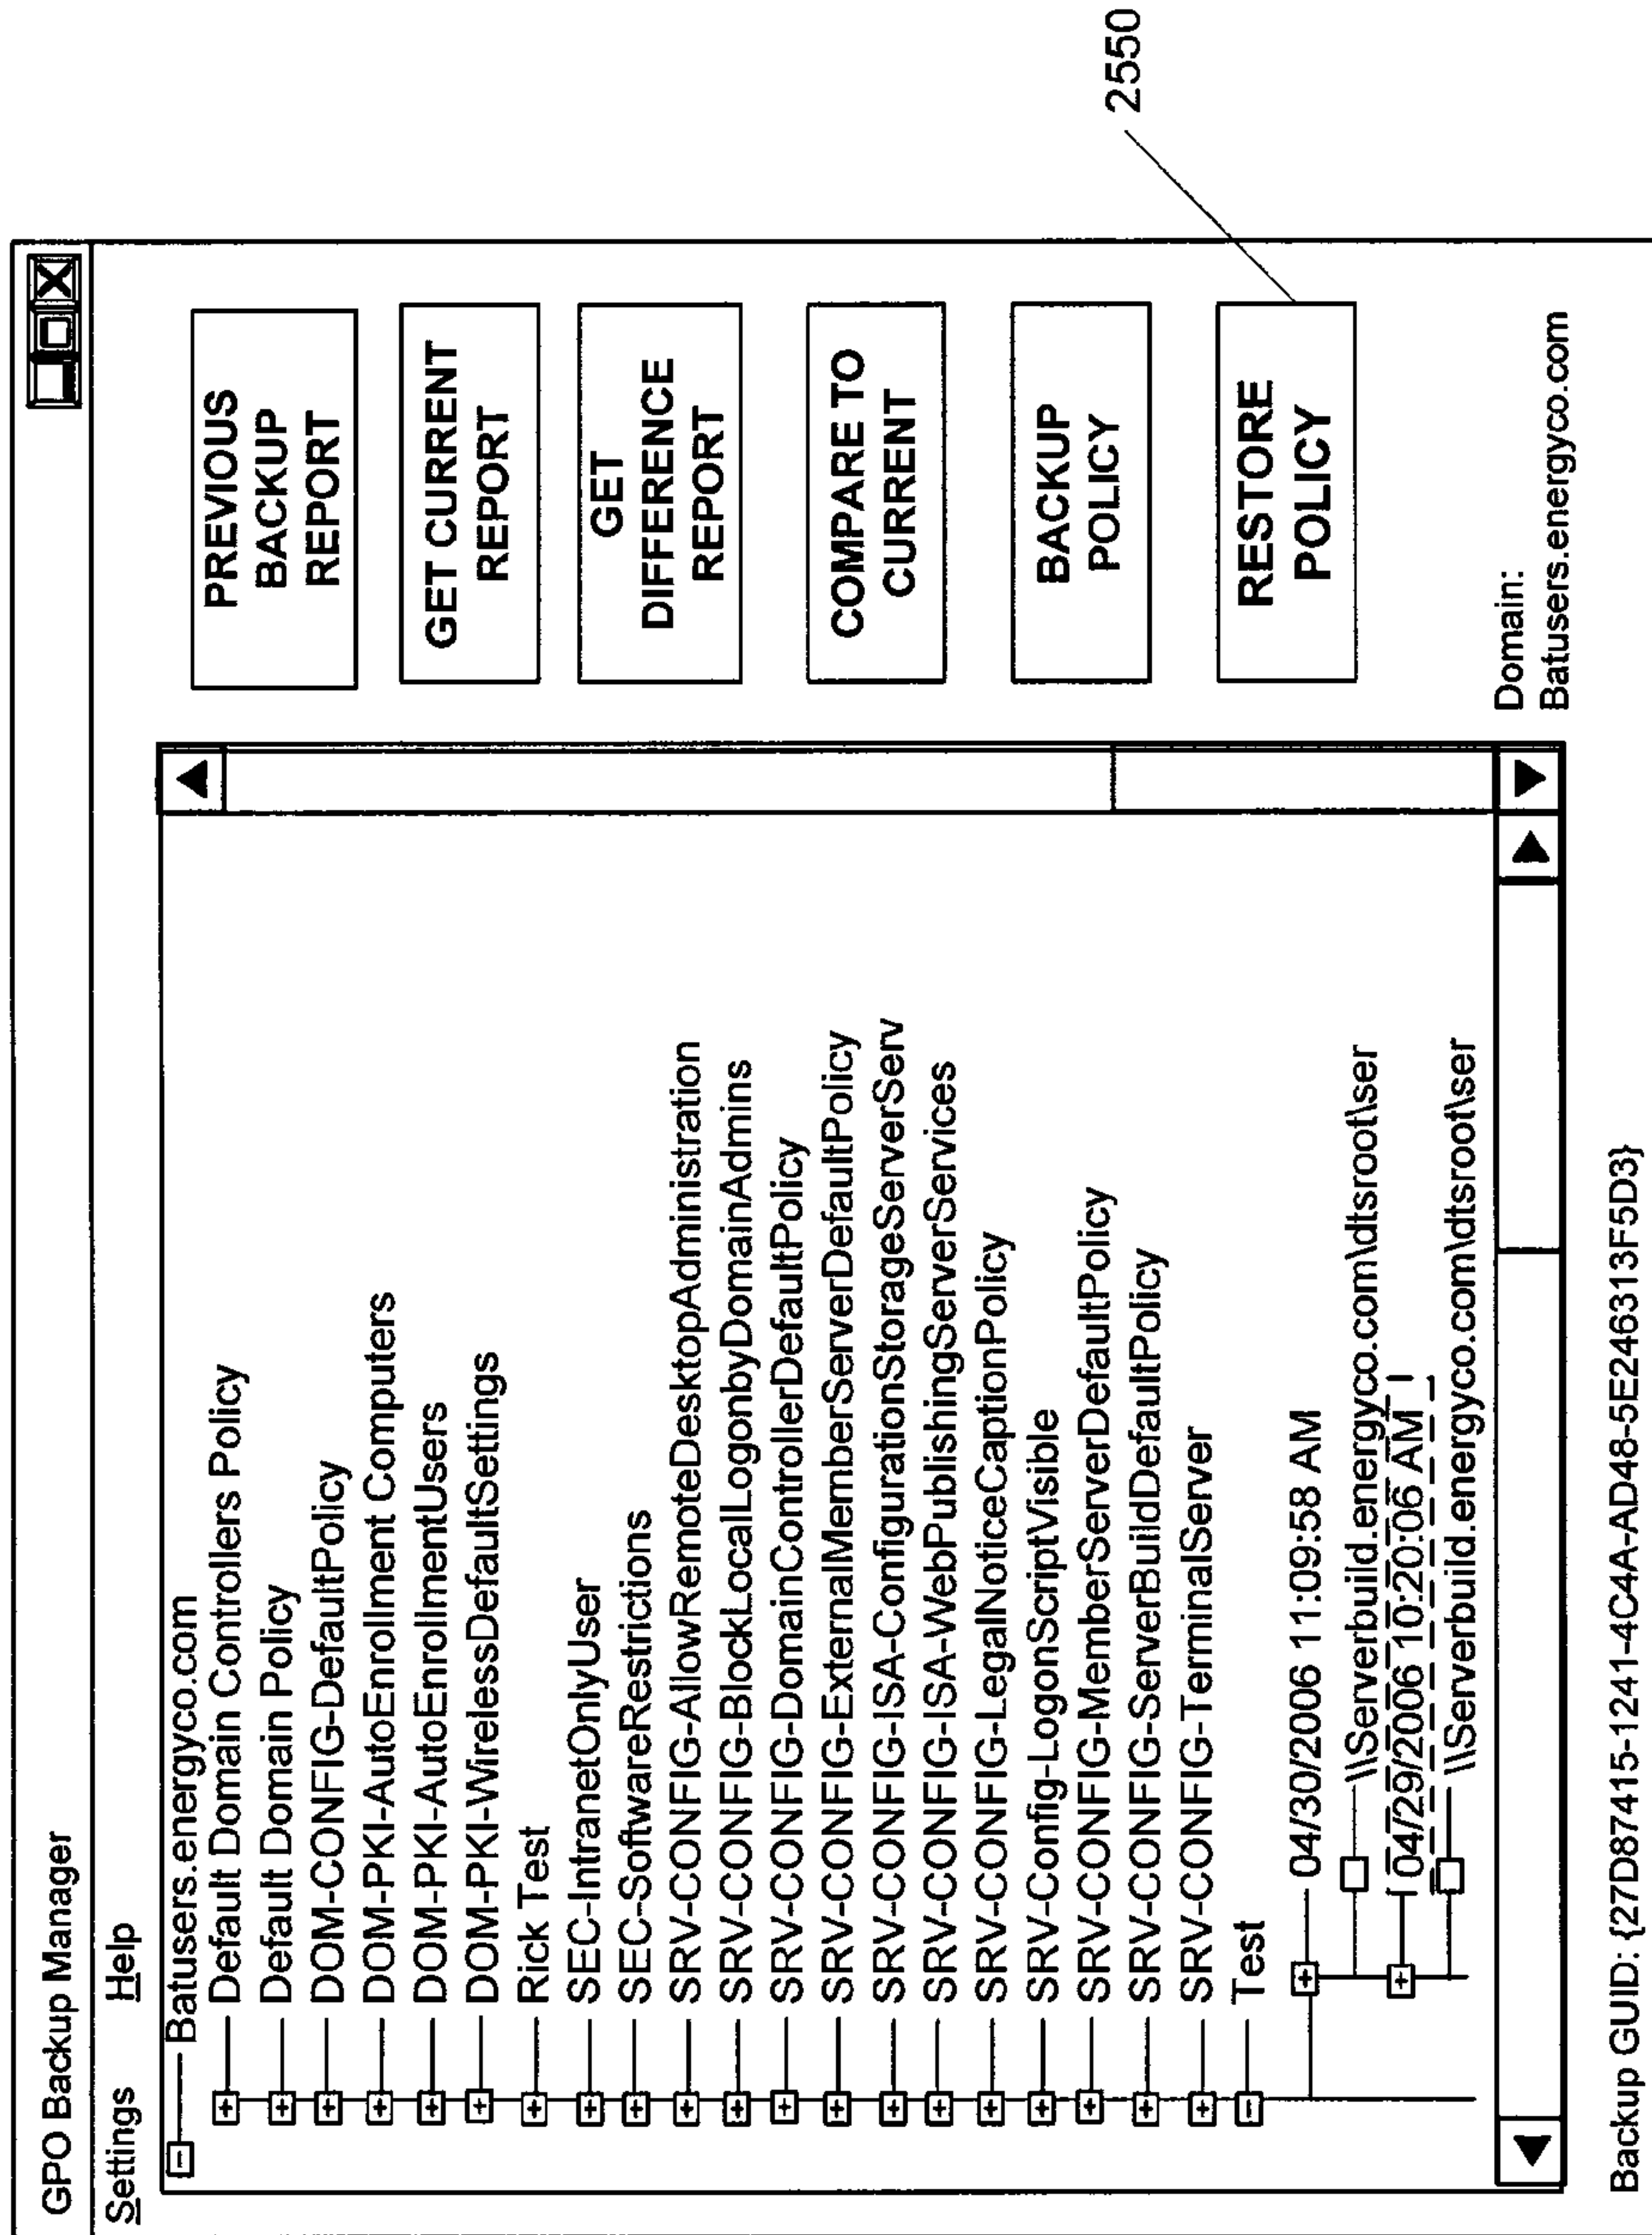 GPO Backup Manager
Settings Help
Batusers.energyco.com
Default Domain Controllers Policy
Default Domain Policy
DOM-CONFIG-DefaultPolicy
DOM-PKI-AutoEnrollment Computers
DOM-PKI-AutoEnrollmentUsers
DOM-PKI-WirelessDefaultSettings
Rick Test
SEC-IntranetOnlyUser
SEC-SoftwareRestrictions
SRV-CONFIG-AllowRemoteDesktopAdministration
SRV-CONFIG-BlockLocalLogonbyDomainAdmins
SRV-CONFIG-DomainControllerDefaultPolicy
SRV-CONFIG-ExternalMemberServerDefaultPolicy
SRV-CONFIG-ISA-ConfigurationStorageServerServ
SRV-CONFIG-ISA-WebPublishingServerServices
SRV-CONFIG-LegalNoticeCaptionPolicy
SRV-Config-LogonScriptVisible
SRV-CONFIG-MemberServerDefaultPolicy
SRV-CONFIG-ServerBuildDefaultPolicy
SRV-CONFIG-TerminalServer
Test
04/30/2006 11:09:58 AM
\\Serverbuild.energyco.com\dtsroot\ser
04/29/2006 10:20:06 AM
\\Serverbuild.energyco.com\dtsroot\ser
PREVIOUS
BACKUP
REPORT
GET CURRENT
REPORT
GET
DIFFERENCE
REPORT
COMPARE TO
CURRENT
BACKUP
POLICY
RESTORE
POLICY
2550
Domain:
Batusers.energyco.com
Backup GUID: {27D87415-1241-4C4A-AD48-5E246313F5D3}